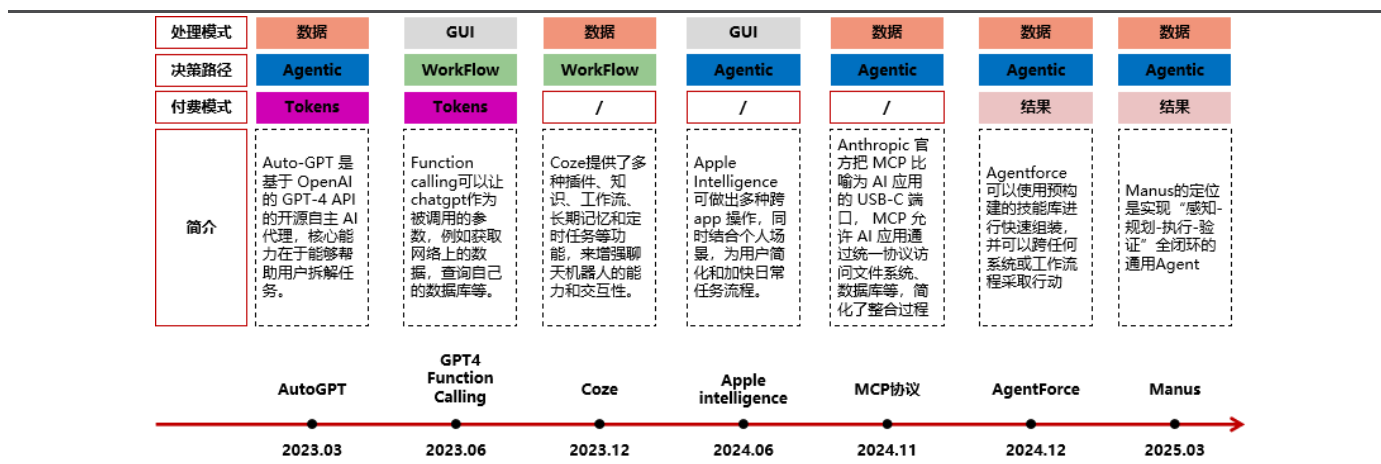 处理模式
数据
GUI
数据
GUI
数据
数据
数据
决策路径
Agentic
WorkFlow
WorkFlow
Agentic
Agentic
Agentic
Agentic
付费模式
Tokens
Tokens
/
/
/
结果
结果
简介
Auto-GPT 是
基于 OpenAI
的 GPT-4 API
的开源自主 AI
代理，核心能
力在于能够帮
助用户拆解任
务。
Function
calling可以让
chatgpt作为
被调用的参
数，例如获取
网络上的数
据，查询自己
的数据库等。
Coze提供了多
种插件、知
识、工作流、
长期记忆和定
时任务等功
能，来增强聊
天机器人的能
力和交互性。
Apple
Intelligence
可做出多种跨
app 操作，同
时结合个人场
景，为用户简
化和加快日常
任务流程。
Anthropic 官
方把 MCP 比
喻为 AI 应用
的 USB-C 端
口， MCP 允
许 AI 应用通
过统一协议访
问文件系统、
数据库等，简
化了整合过程
Agentforce
可以使用预构
建的技能库进
行快速组装，
并可以跨任何
系统或工作流
程采取行动
Manus的定位
是实现“感知-
规划-执行-验
证”全闭环的
通用Agent
AutoGPT
GPT4
Function
Calling
Coze
Apple
intelligence
MCP协议
AgentForce
Manus
2023.03
2023.06
2023.12
2024.06
2024.11
2024.12
2025.03